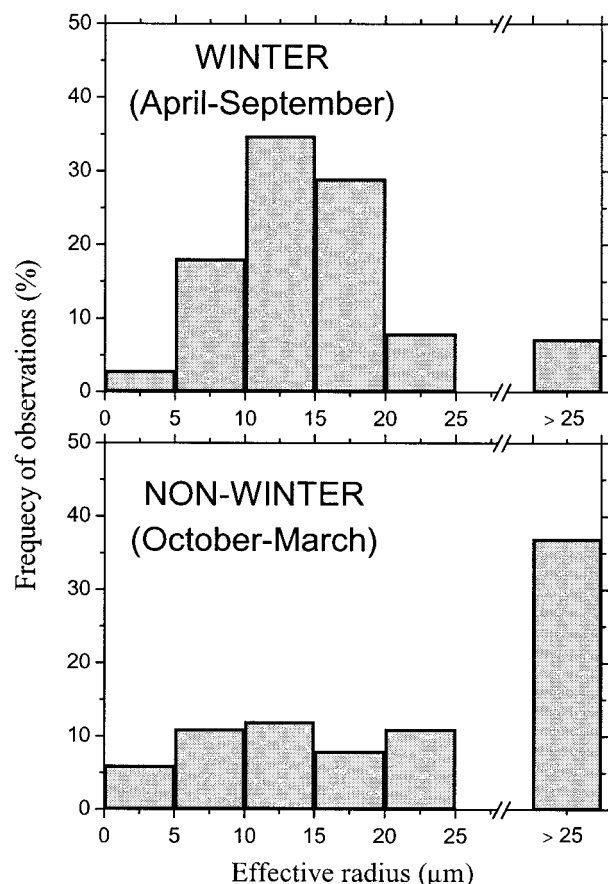 50
WINTER
(April-September)
40
30
20
10
0
0 5 10 15 20 25 > 25
Frequecy of observations (%)
50
NON-WINTER
(October-March)
40
30
20
10
0
0 5 10 15 20 25 > 25
Effective radius (μm)